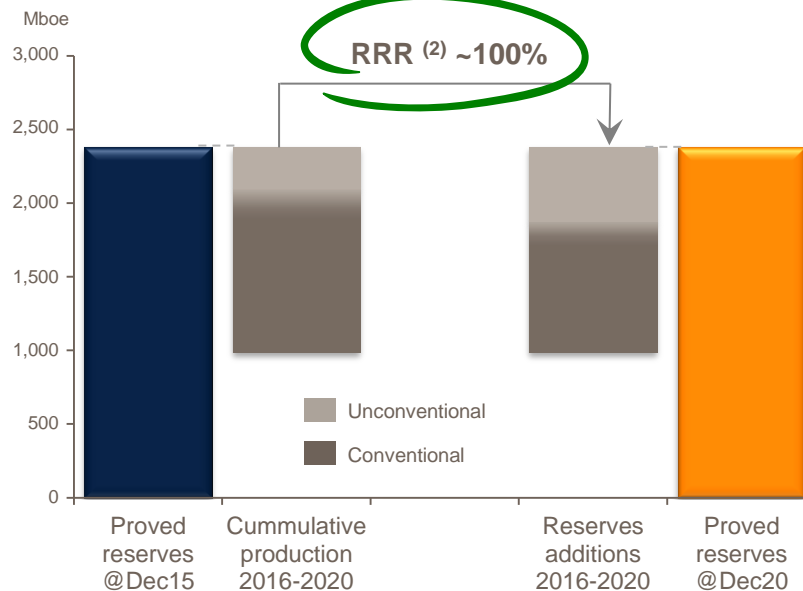 Mboe
RRR (2) ~100%
3,000
2,500
2,000
1,500
1,000
500
0
Unconventional
Conventional
Proved
reserves
@Dec15
Cummulative
production
2016-2020
Reserves
additions
2016-2020
Proved
reserves
@Dec20